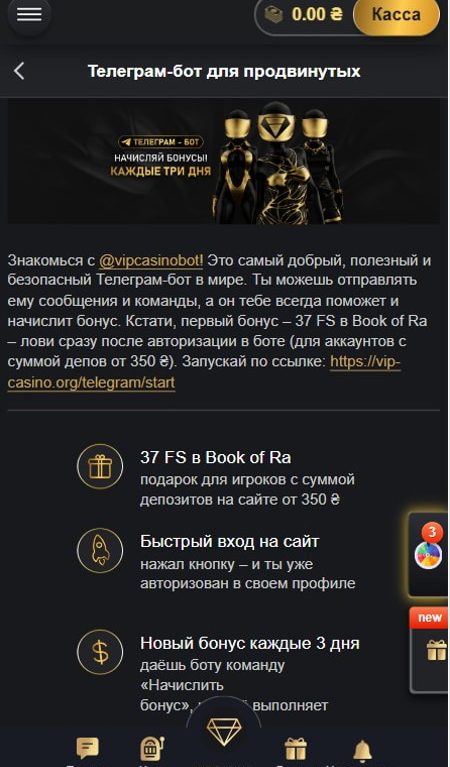 0.00 ₴
Касса
Телеграм-бот для продвинутых
ТЕЛЕГРАМ - БОТ
НАЧИСЛЯЙ БОНУСЫ!
КАЖДЫЕ ТРИ ДНЯ
Знакомься с @vipcasinobot! Это самый добрый, полезный и
безопасный Телеграм-бот в мире. Ты можешь отправлять
ему сообщения и команды, а он тебе всегда поможет и
начислит бонус. Кстати, первый бонус – 37 FS в Book of Ra
– лови сразу после авторизации в боте (для аккаунтов с
суммой депов от 350 ₴). Запускай по ссылке: https://vip-
casino.org/telegram/start
37 FS в Book of Ra
подарок для игроков с суммой
депозитов на сайте от 350 ₴
Быстрый вход на сайт
нажал кнопку – и ты уже
авторизован в своем профиле
3
new
Новый бонус каждые 3 дня
даёшь боту команду
«Начислить
бонус», выполняет